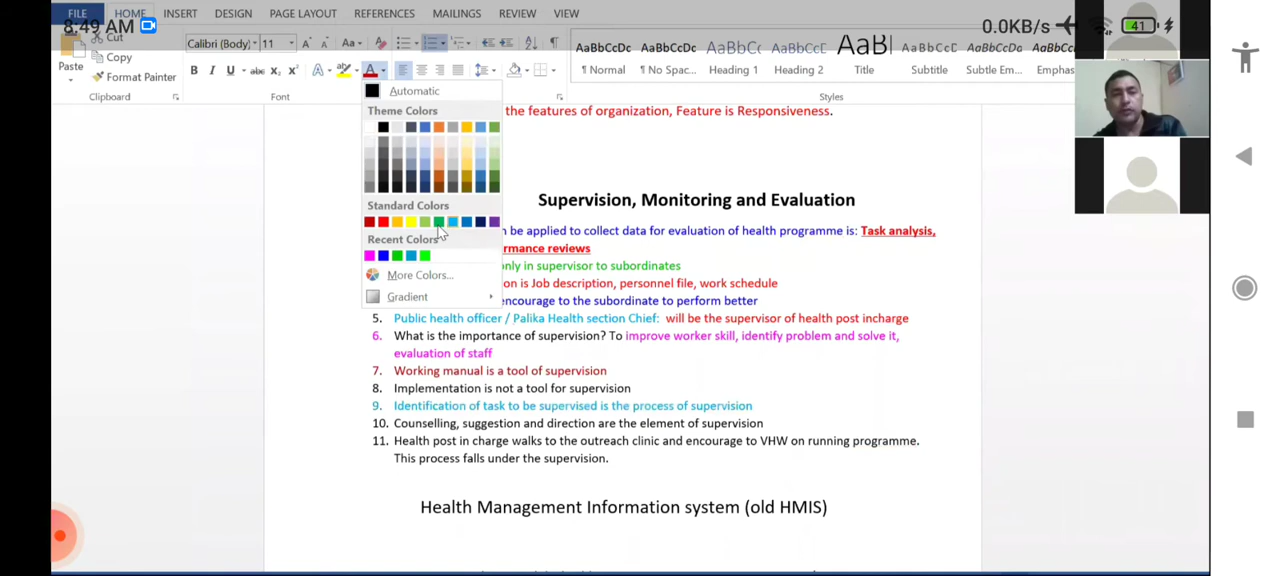 FILE HOME INSERT DESIGN PAGE LAYOUT REFERENCES MAILINGS REVIEW VIEW
8:49 AM 0.0KB/s 41
Cut
Copy
Format Painter
Paste
Clipboard
Calibri (Body) 11
B I U abc X₂ X²
Aa
A
Font
AaBbCcDc AaBbCcDc AaBbCc AaBbCcC AaB AaBbCcD AaBbCcDc AaBbCcDc
¶ Normal ¶ No Spac... Heading 1 Heading 2 Title Subtitle Subtle Em... Emphas
Styles
Automatic
Theme Colors
Standard Colors
Recent Colors
More Colors...
Gradient
the features of organization, Feature is Responsiveness.
Supervision, Monitoring and Evaluation
be applied to collect data for evaluation of health programme is: Task analysis,
rmance reviews
only in supervisor to subordinates
on is Job description, personnel file, work schedule
encourage to the subordinate to perform better
5. Public health officer / Palika Health section Chief: will be the supervisor of health post incharge
6. What is the importance of supervision? To improve worker skill, identify problem and solve it,
evaluation of staff
7. Working manual is a tool of supervision
8. Implementation is not a tool for supervision
9. Identification of task to be supervised is the process of supervision
10. Counselling, suggestion and direction are the element of supervision
11. Health post in charge walks to the outreach clinic and encourage to VHW on running programme.
This process falls under the supervision.
Health Management Information system (old HMIS)